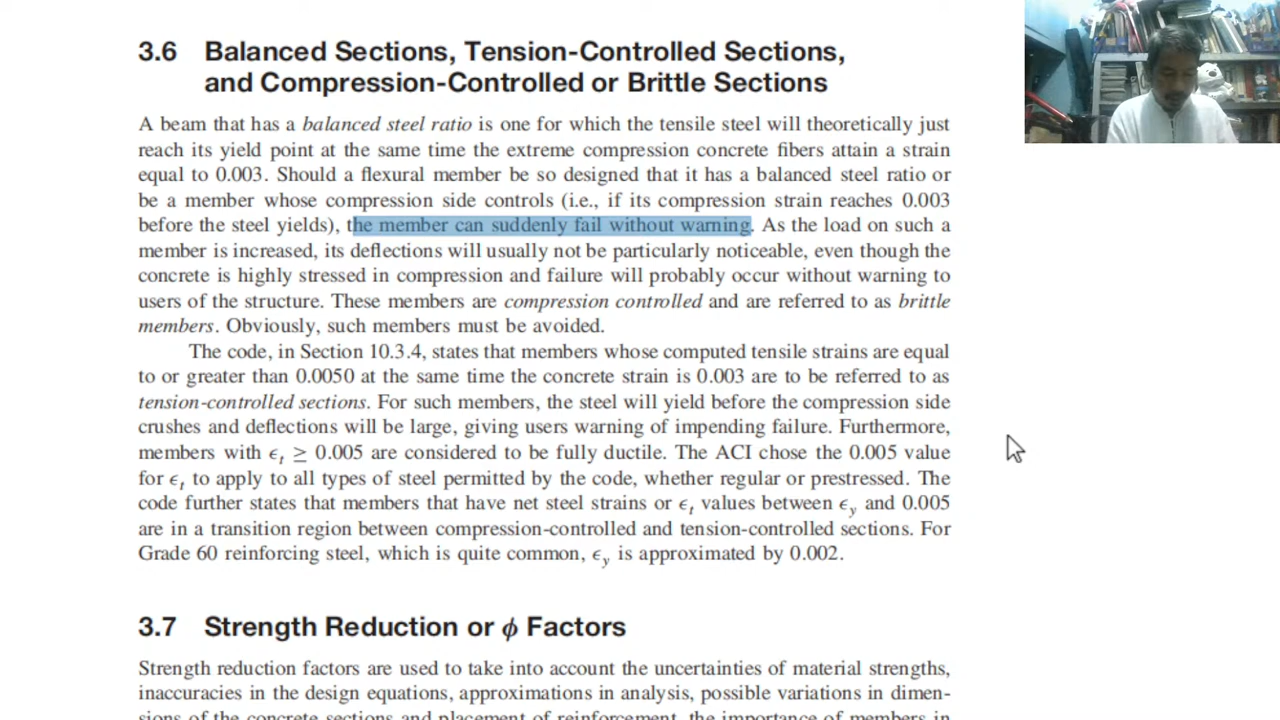 3.6 Balanced Sections, Tension-Controlled Sections,
and Compression-Controlled or Brittle Sections
A beam that has a balanced steel ratio is one for which the tensile steel will theoretically just
reach its yield point at the same time the extreme compression concrete fibers attain a strain
equal to 0.003. Should a flexural member be so designed that it has a balanced steel ratio or
be a member whose compression side controls (i.e., if its compression strain reaches 0.003
before the steel yields), the member can suddenly fail without warning. As the load on such a
member is increased, its deflections will usually not be particularly noticeable, even though the
concrete is highly stressed in compression and failure will probably occur without warning to
users of the structure. These members are compression controlled and are referred to as brittle
members. Obviously, such members must be avoided.
The code, in Section 10.3.4, states that members whose computed tensile strains are equal
to or greater than 0.0050 at the same time the concrete strain is 0.003 are to be referred to as
tension-controlled sections. For such members, the steel will yield before the compression side
crushes and deflections will be large, giving users warning of impending failure. Furthermore,
members with ϵt ≥ 0.005 are considered to be fully ductile. The ACI chose the 0.005 value
for ϵt to apply to all types of steel permitted by the code, whether regular or prestressed. The
code further states that members that have net steel strains or ϵt values between ϵy and 0.005
are in a transition region between compression-controlled and tension-controlled sections. For
Grade 60 reinforcing steel, which is quite common, ϵy is approximated by 0.002.
3.7 Strength Reduction or ϕ Factors
Strength reduction factors are used to take into account the uncertainties of material strengths,
inaccuracies in the design equations, approximations in analysis, possible variations in dimen-
sions of the concrete sections and placement of reinforcement, the importance of members in